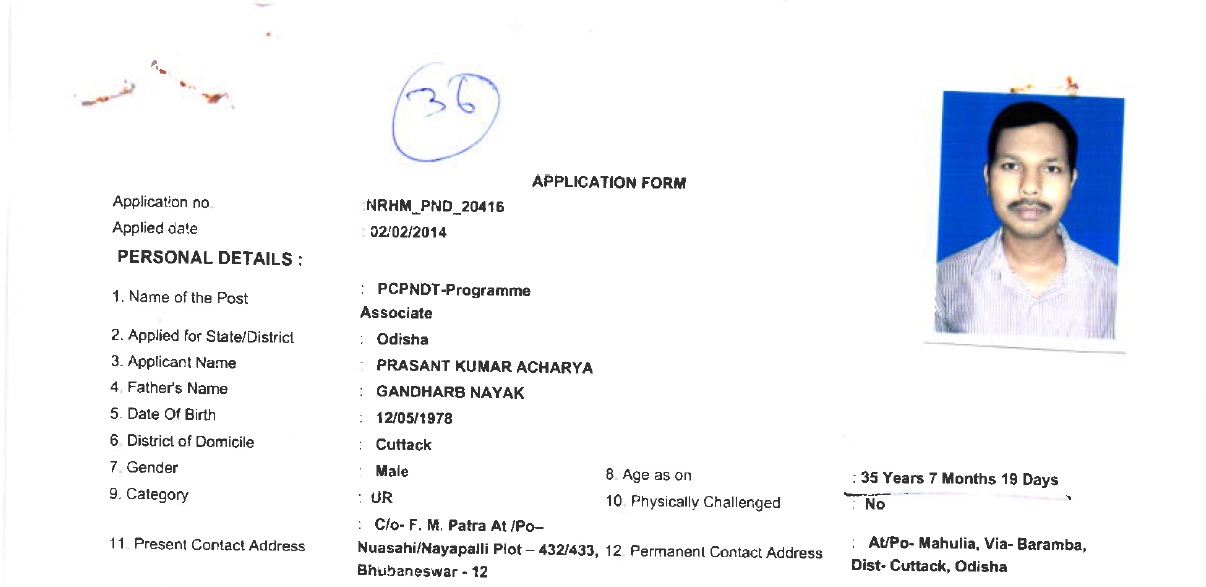 36
APPLICATION FORM
Application no. :NRHM_PND_20416
Applied date : 02/02/2014
PERSONAL DETAILS :
1. Name of the Post : PCPNDT-Programme
Associate
2. Applied for State/District : Odisha
3. Applicant Name : PRASANT KUMAR ACHARYA
4. Father's Name : GANDHARB NAYAK
5. Date Of Birth : 12/05/1978
6. District of Domicile : Cuttack
7. Gender : Male 8. Age as on : 35 Years 7 Months 19 Days
9. Category : UR 10. Physically Challenged : No
11. Present Contact Address : C/o- F. M. Patra At /Po–
Nuasahi/Nayapalli Plot – 432/433,
Bhubaneswar - 12
12. Permanent Contact Address : At/Po- Mahulia, Via- Baramba,
Dist- Cuttack, Odisha